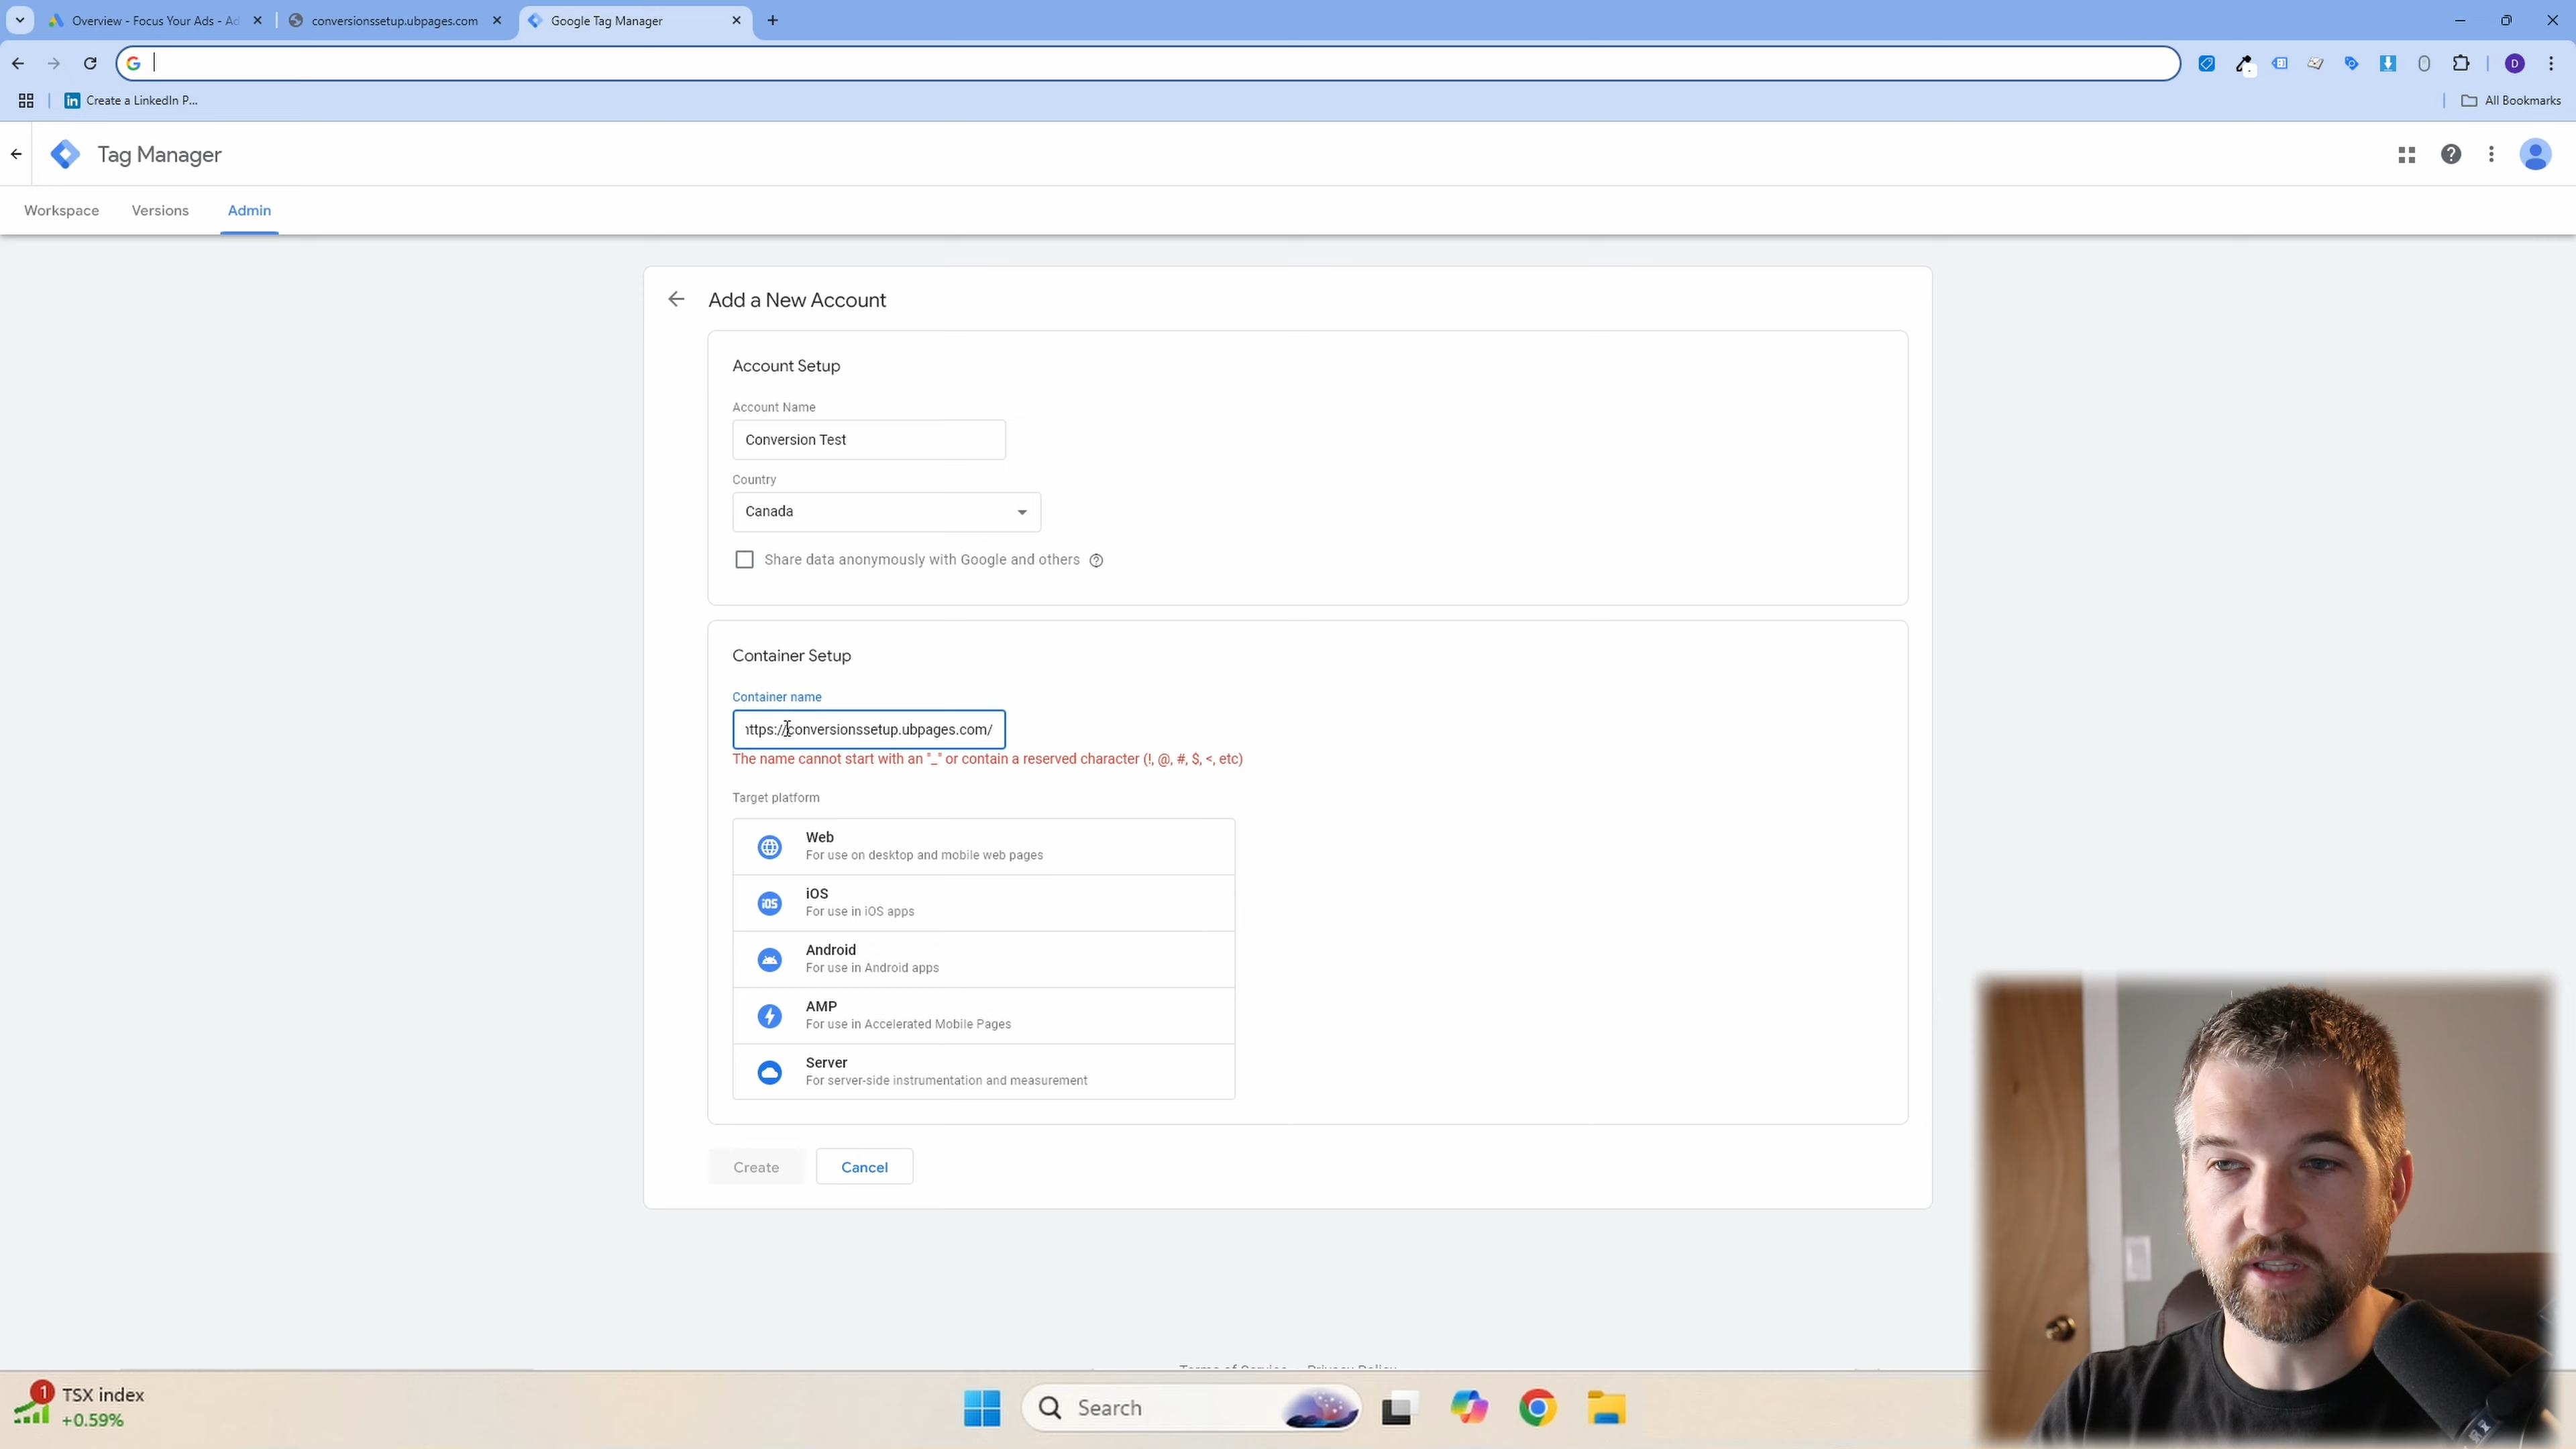 Overview - Focus Your Ads - Ad
conversionssetup.ubpages.com
Google Tag Manager
Create a LinkedIn P...
All Bookmarks
D
Tag Manager
Workspace
Versions
Admin
Add a New Account
Account Setup
Account Name
Conversion Test
Country
Canada
Share data anonymously with Google and others
Container Setup
Container name
https://conversionssetup.ubpages.com/
The name cannot start with an "_" or contain a reserved character (!, @, #, $, <, etc)
Target platform
Web
For use on desktop and mobile web pages
iOS
iOS
For use in iOS apps
Android
For use in Android apps
AMP
For use in Accelerated Mobile Pages
Server
For server-side instrumentation and measurement
Create
Cancel
Terms of Service
Privacy Policy
1
TSX index
+0.59%
Search